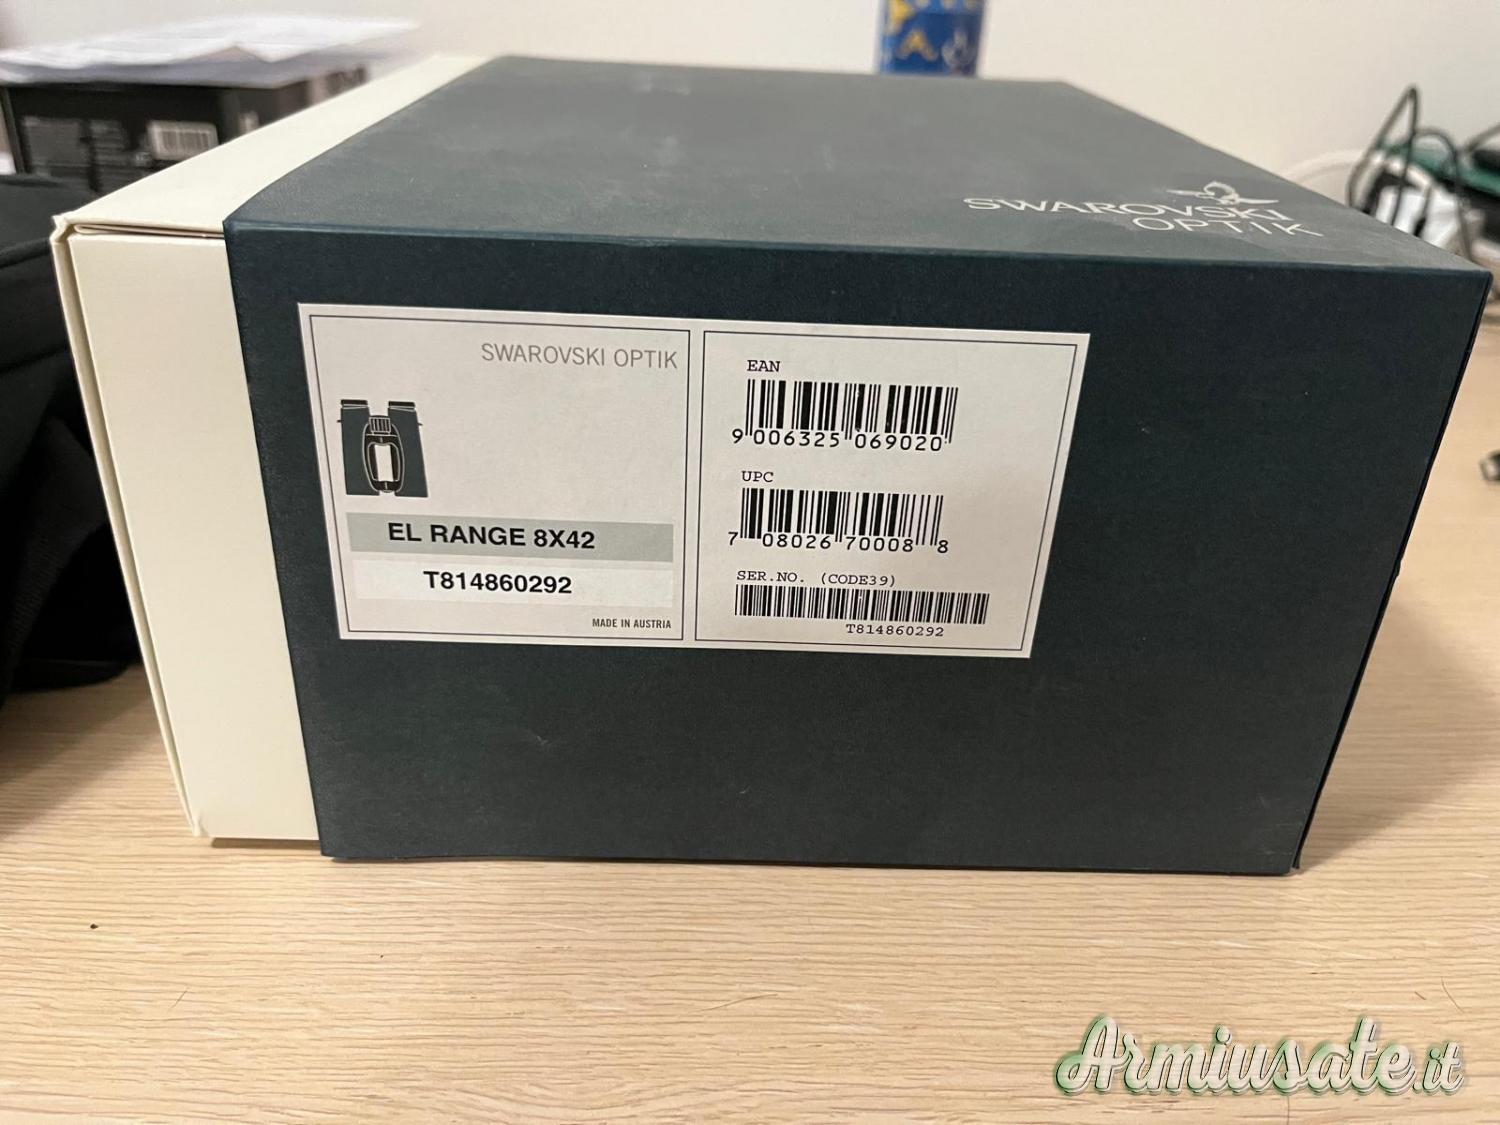 SWAROVSKI
OPTIK
SWAROVSKI OPTIK
EL RANGE 8X42
T814860292
MADE IN AUSTRIA
EAN
9 006325 069020
UPC
7 08026 70008 8
SER.NO. (CODE39)
T814860292
Armiusate.it